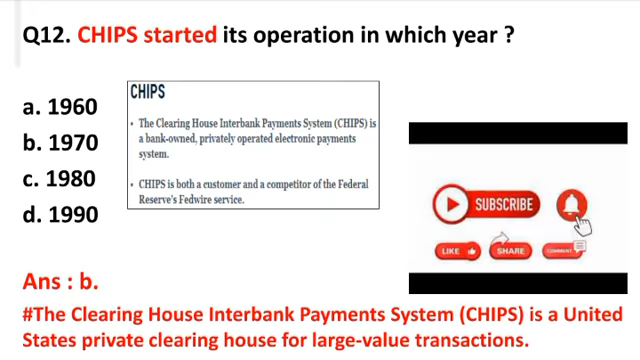 Q12. CHIPS started its operation in which year ?
a. 1960
b. 1970
c. 1980
d. 1990
CHIPS
• The Clearing House Interbank Payments System (CHIPS) is
a bank-owned, privately operated electronic payments
system.
• CHIPS is both a customer and a competitor of the Federal
Reserve's Fedwire service.
SUBSCRIBE
LIKE
SHARE
COMMENT
Ans : b.
#The Clearing House Interbank Payments System (CHIPS) is a United
States private clearing house for large-value transactions.